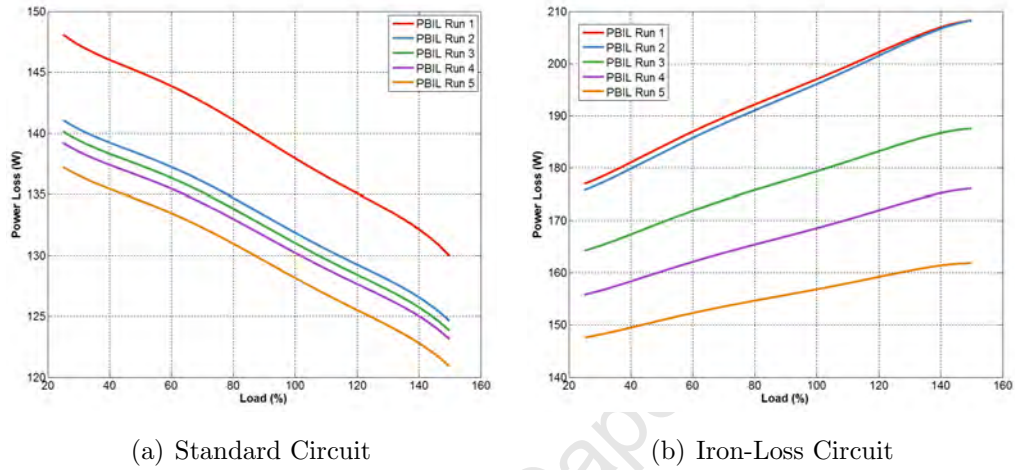 150
145
140
135
130
125
120
Power Loss (W)
20
40
60
80
100
120
140
160
Load (%)
PBIL Run 1
PBIL Run 2
PBIL Run 3
PBIL Run 4
PBIL Run 5
(a) Standard Circuit
210
200
190
180
170
160
150
140
Power Loss (W)
20
40
60
80
100
120
140
160
Load (%)
PBIL Run 1
PBIL Run 2
PBIL Run 3
PBIL Run 4
PBIL Run 5
(b) Iron-Loss Circuit